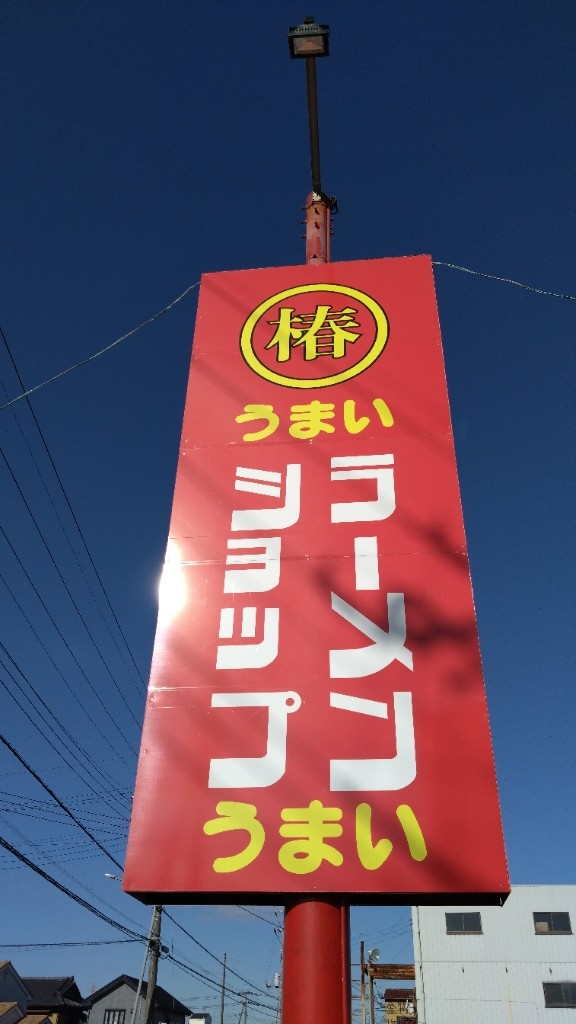 椿
うまい
ラーメン
ショップ
うまい